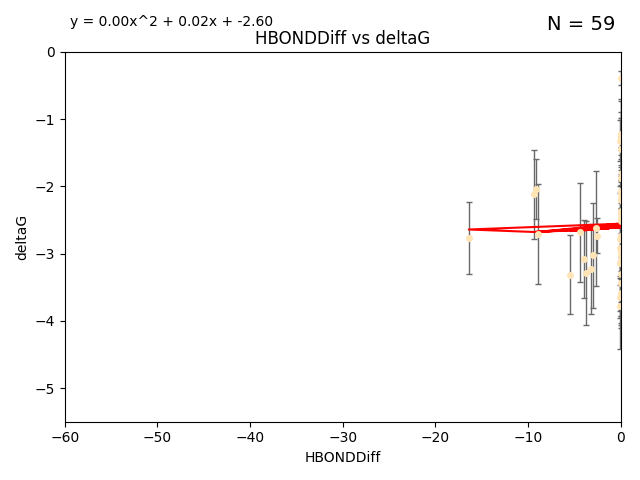 y = 0.00x^2 + 0.02x + -2.60
N = 59
HBONDDiff vs deltaG
0
−1
−2
−3
−4
−5
deltaG
−60 −50 −40 −30 −20 −10 0
HBONDDiff